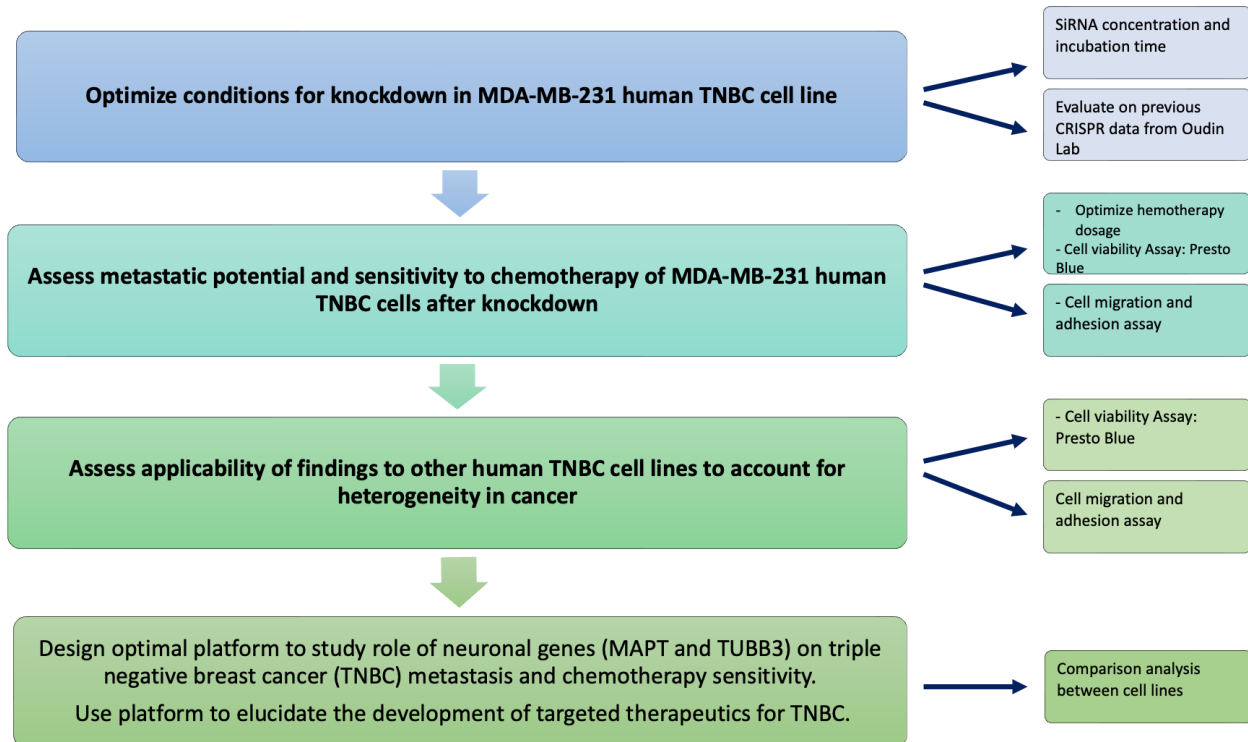 Optimize conditions for knockdown in MDA-MB-231 human TNBC cell line
SiRNA concentration and
incubation time
Evaluate on previous
CRISPR data from Oudin
Lab
Assess metastatic potential and sensitivity to chemotherapy of MDA-MB-231 human
TNBC cells after knockdown
- Optimize hemotherapy
dosage
- Cell viability Assay: Presto
Blue
- Cell migration and
adhesion assay
Assess applicability of findings to other human TNBC cell lines to account for
heterogeneity in cancer
- Cell viability Assay:
Presto Blue
Cell migration and
adhesion assay
Design optimal platform to study role of neuronal genes (MAPT and TUBB3) on triple
negative breast cancer (TNBC) metastasis and chemotherapy sensitivity.
Use platform to elucidate the development of targeted therapeutics for TNBC.
Comparison analysis
between cell lines